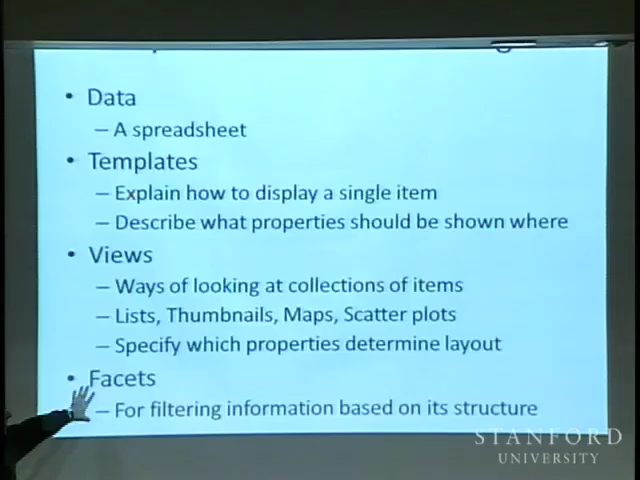 • Data
– A spreadsheet
• Templates
– Explain how to display a single item
– Describe what properties should be shown where
• Views
– Ways of looking at collections of items
– Lists, Thumbnails, Maps, Scatter plots
– Specify which properties determine layout
• Facets
– For filtering information based on its structure
STANFORD
UNIVERSITY